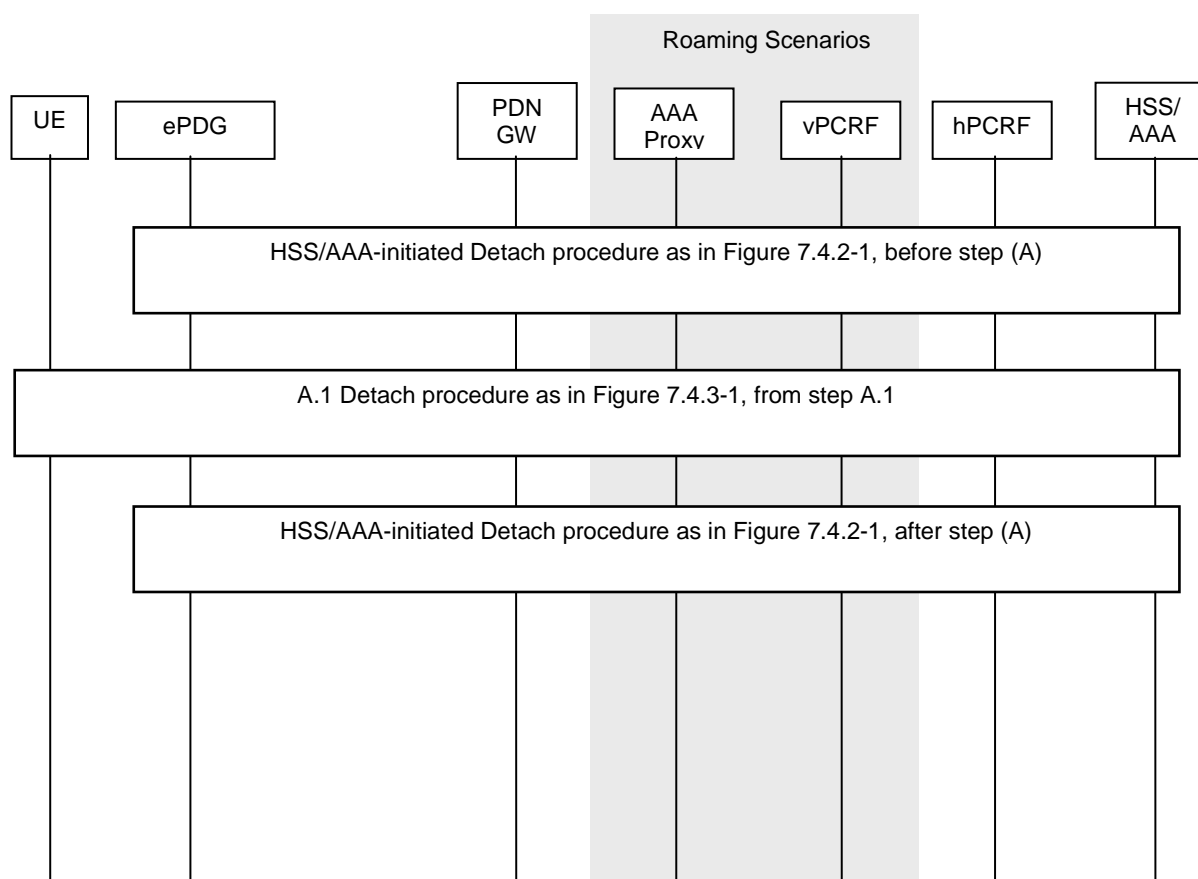 Roaming Scenarios
UE
ePDG
PDN
GW
AAA
Proxy
vPCRF
hPCRF
HSS/
AAA
HSS/AAA-initiated Detach procedure as in Figure 7.4.2-1, before step (A)
A.1 Detach procedure as in Figure 7.4.3-1, from step A.1
HSS/AAA-initiated Detach procedure as in Figure 7.4.2-1, after step (A)